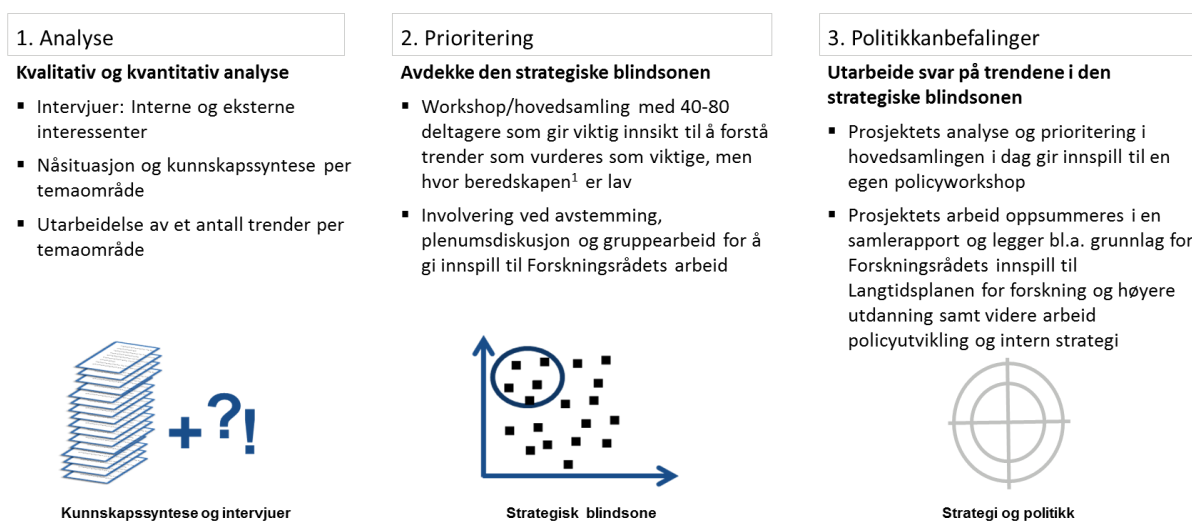 1. Analyse
Kvalitativ og kvantitativ analyse
▪ Intervjuer: Interne og eksterne
interessenter
▪ Nåsituasjon og kunnskapssyntese per
temaområde
▪ Utarbeidelse av et antall trender per
temaområde
+?!
Kunnskapssyntese og intervjuer
2. Prioritering
Avdekke den strategiske blindsonen
▪ Workshop/hovedsamling med 40-80
deltagere som gir viktig innsikt til å forstå
trender som vurderes som viktige, men
hvor beredskapen¹ er lav
▪ Involvering ved avstemming,
plenumsdiskusjon og gruppearbeid for å
gi innspill til Forskningsrådets arbeid
Strategisk blindsone
3. Politikkanbefalinger
Utarbeide svar på trendene i den
strategiske blindsonen
▪ Prosjektets analyse og prioritering i
hovedsamlingen i dag gir innspill til en
egen policyworkshop
▪ Prosjektets arbeid oppsummeres i en
samlerapport og legger bl.a. grunnlag for
Forskningsrådets innspill til
Langtidsplanen for forskning og høyere
utdanning samt videre arbeid
policyutvikling og intern strategi
Strategi og politikk